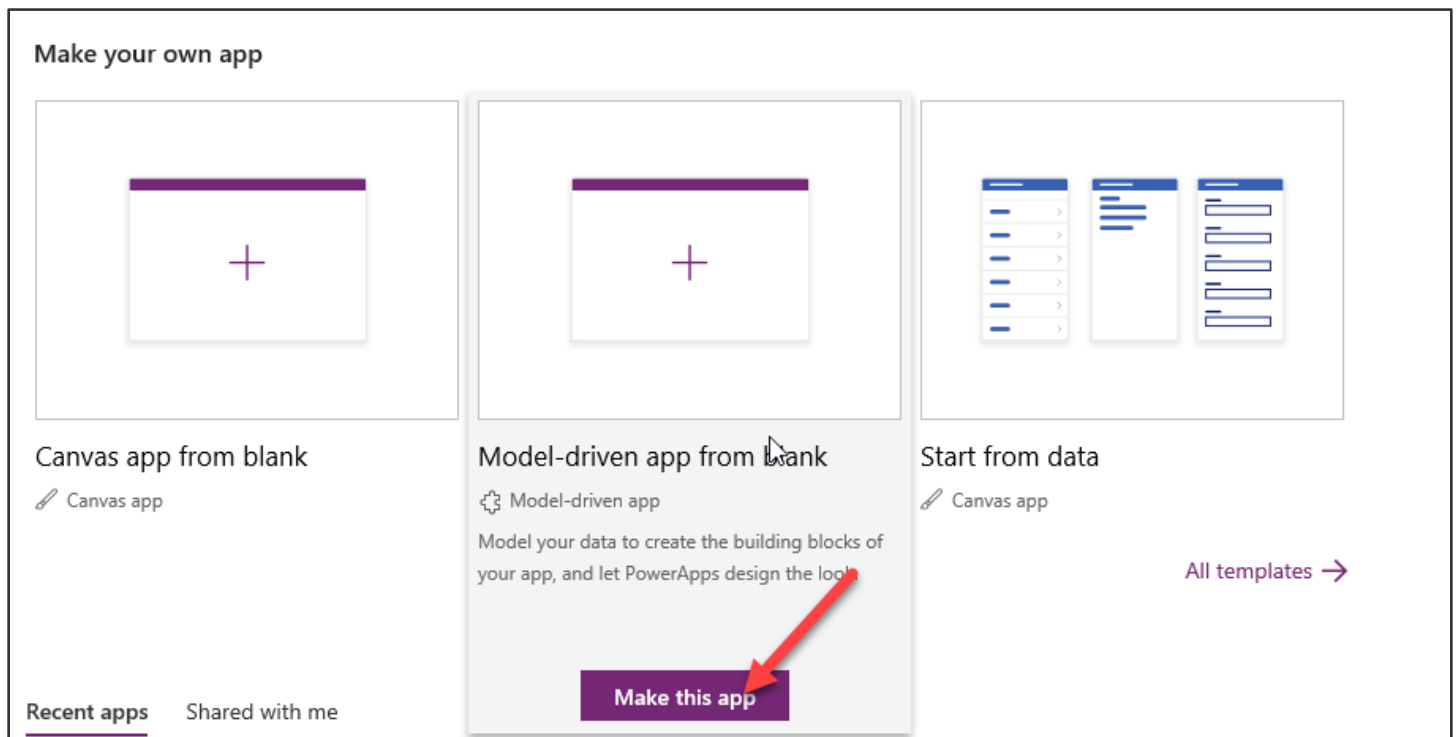 Make your own app
Canvas app from blank
Canvas app
Model-driven app from blank
Model-driven app
Model your data to create the building blocks of
your app, and let PowerApps design the look
Make this app
Start from data
Canvas app
All templates
Recent apps
Shared with me